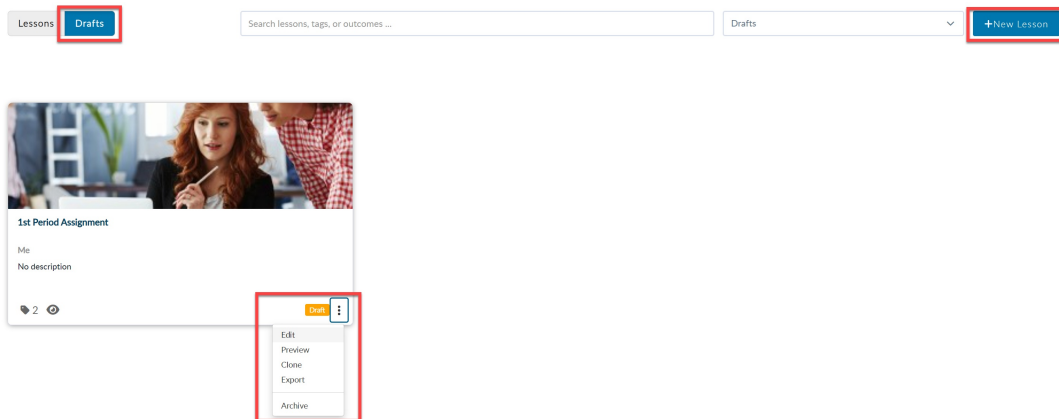 Lessons Drafts Search lessons, tags, or outcomes ... Drafts +New Lesson
1st Period Assignment
Me
No description
2 Draft
Edit
Preview
Clone
Export
Archive